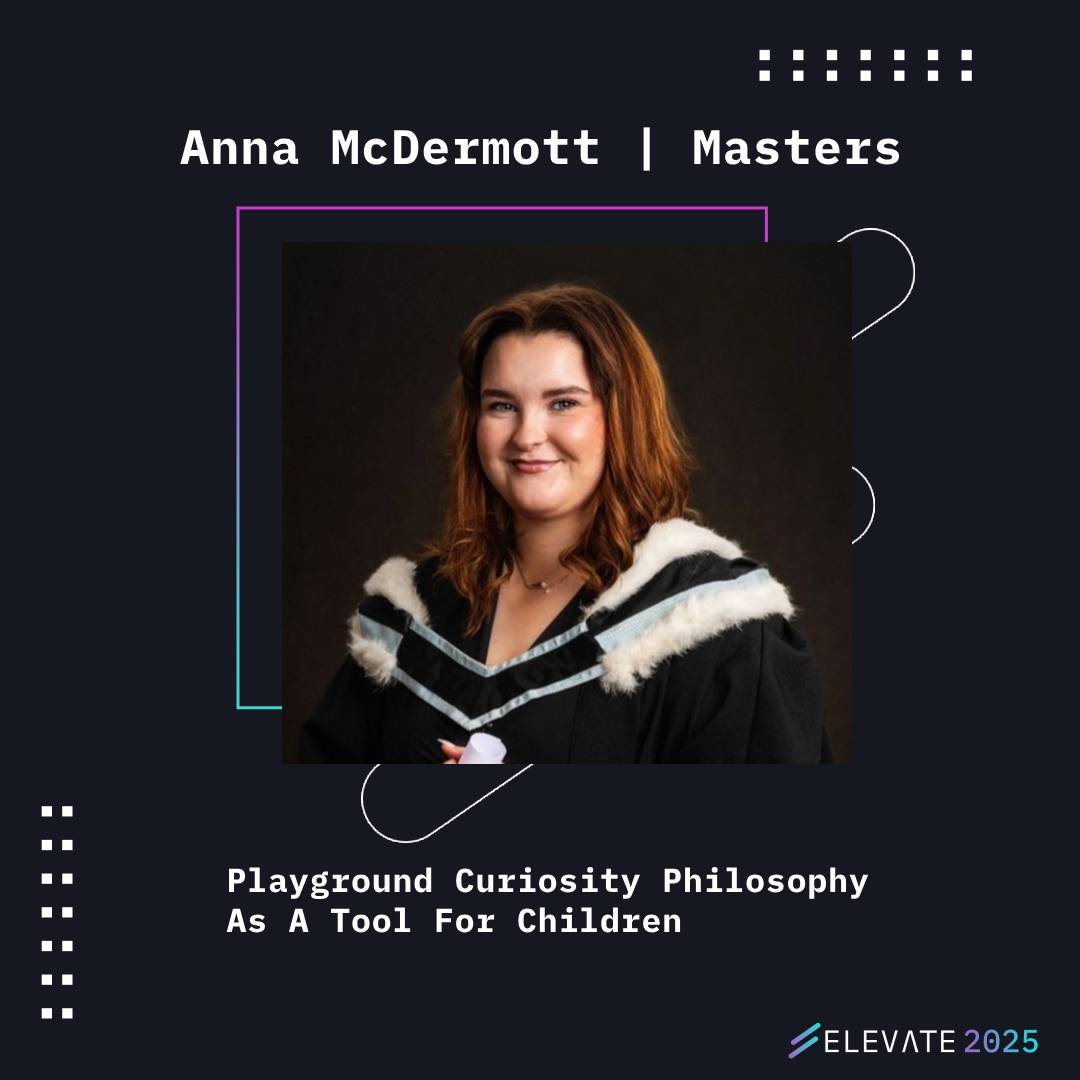 Anna McDermott | Masters
Playground Curiosity Philosophy
As A Tool For Children
ELEVATE 2025